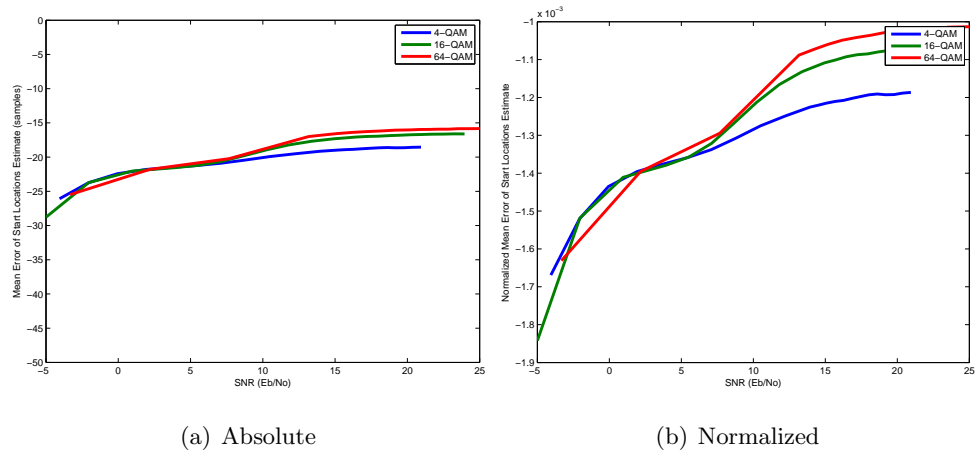 0
−5
−10
−15
−20
−25
−30
−35
−40
−45
−50
Mean Error of Start Locations Estimate (samples)
−5 0 5 10 15 20 25
SNR (Eb/No)
4−QAM
16−QAM
64−QAM
(a) Absolute
x 10−3
−1
−1.1
−1.2
−1.3
−1.4
−1.5
−1.6
−1.7
−1.8
−1.9
Normalized Mean Error of Start Locations Estimate
−5 0 5 10 15 20 25
SNR (Eb/No)
4−QAM
16−QAM
64−QAM
(b) Normalized